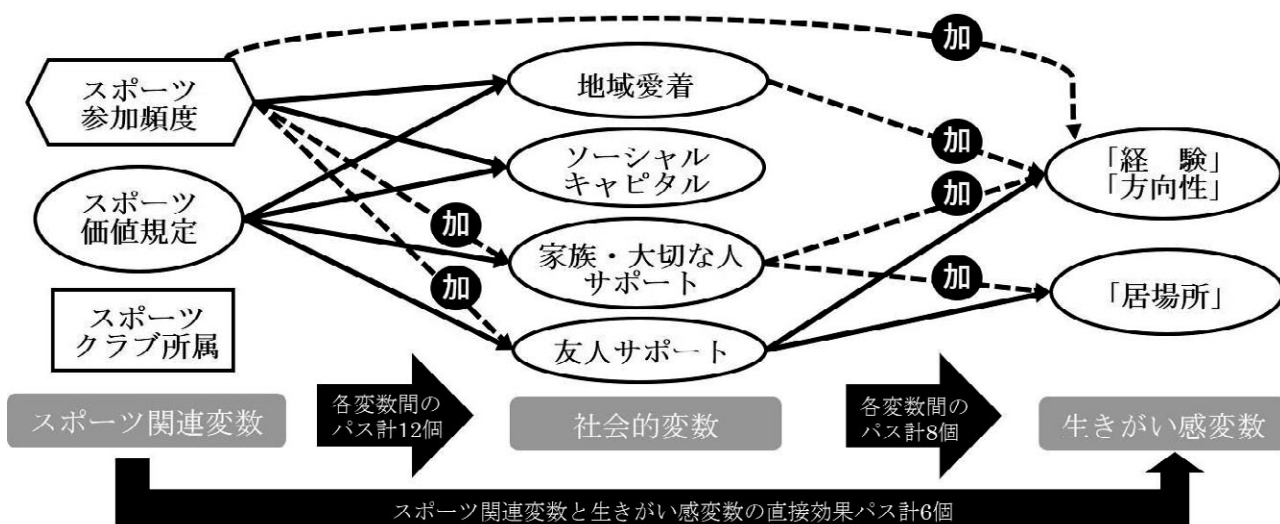 加
スポーツ
参加頻度
地域愛着
加
ソーシャル
キャピタル
「経　験」
「方向性」
加
スポーツ
価値規定
加
家族・大切な人
サポート
加
加
「居場所」
スポーツ
クラブ所属
友人サポート
スポーツ関連変数
各変数間の
パス計12個
社会的変数
各変数間の
パス計8個
生きがい感変数
スポーツ関連変数と生きがい感変数の直接効果パス計6個